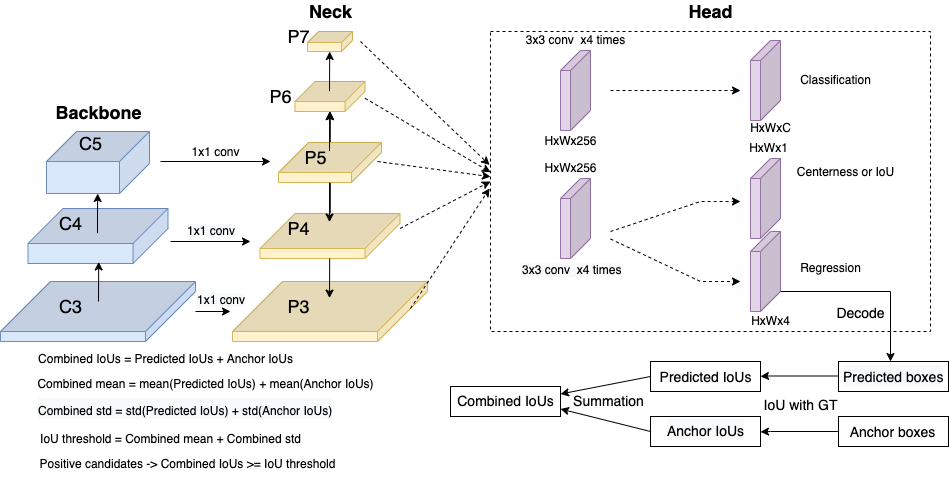 Neck
Head
P7
3x3 conv x4 times
P6
Classification
Backbone
C5
HxWx256
HxWxC
1x1 conv
P5
HxWx1
HxWx256
Centerness or IoU
C4
1x1 conv
P4
3x3 conv x4 times
Regression
C3
1x1 conv
P3
HxWx4
Decode
Combined IoUs = Predicted IoUs + Anchor IoUs
Combined mean = mean(Predicted IoUs) + mean(Anchor IoUs)
Combined std = std(Predicted IoUs) + std(Anchor IoUs)
IoU threshold = Combined mean + Combined std
Positive candidates -> Combined IoUs >= IoU threshold
Predicted IoUs
Predicted boxes
Combined IoUs
Summation
IoU with GT
Anchor IoUs
Anchor boxes